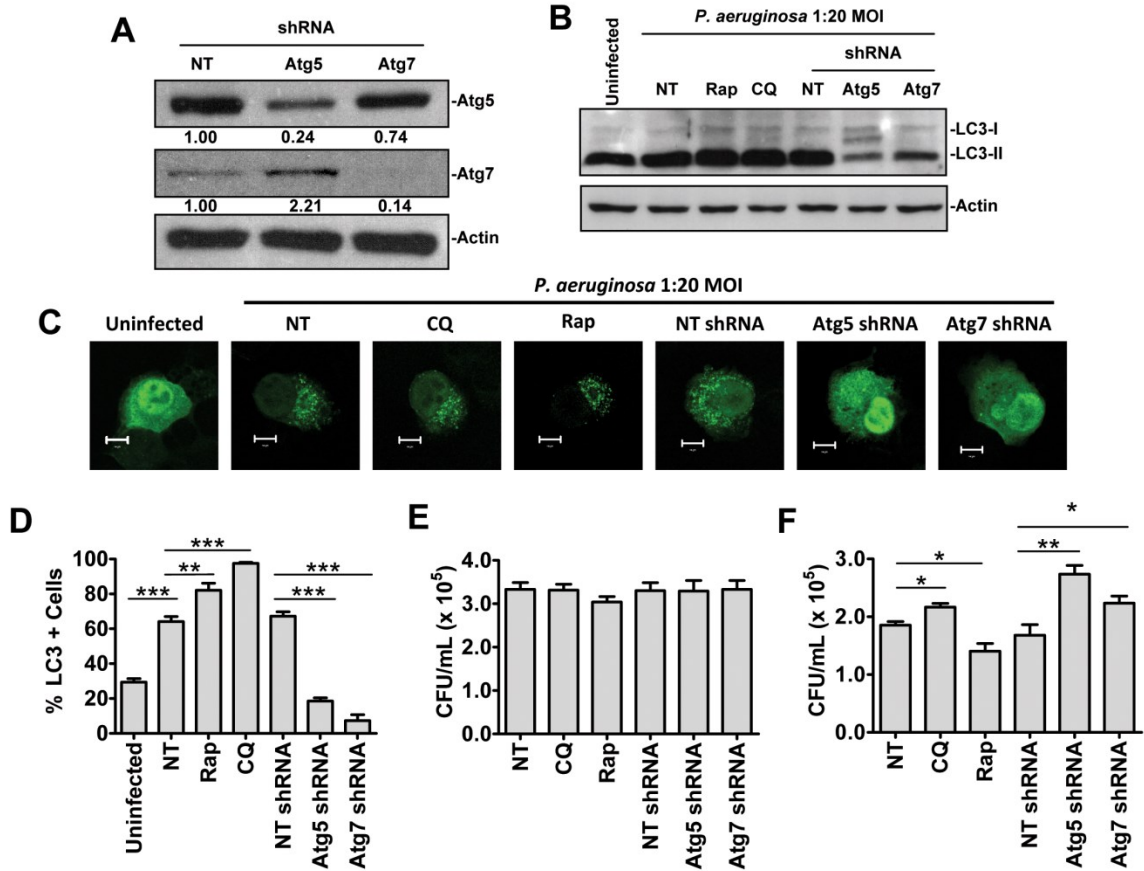 A
shRNA
NT Atg5 Atg7
-Atg5
1.00 0.24 0.74
-Atg7
1.00 2.21 0.14
-Actin
B
P. aeruginosa 1:20 MOI
shRNA
Uninfected NT Rap CQ NT Atg5 Atg7
-LC3-I
-LC3-II
-Actin
P. aeruginosa 1:20 MOI
C
Uninfected NT CQ Rap NT shRNA Atg5 shRNA Atg7 shRNA
D
% LC3 + Cells
100
80
60
40
20
0
***
**
***
***
***
Uninfected
NT
Rap
CQ
NT shRNA
Atg5 shRNA
Atg7 shRNA
E
CFU/mL (x 10⁵)
4.0
3.0
2.0
1.0
0.0
NT
CQ
Rap
NT shRNA
Atg5 shRNA
Atg7 shRNA
F
CFU/mL (x 10⁵)
3.0
2.0
1.0
0.0
*
*
**
*
NT
CQ
Rap
NT shRNA
Atg5 shRNA
Atg7 shRNA